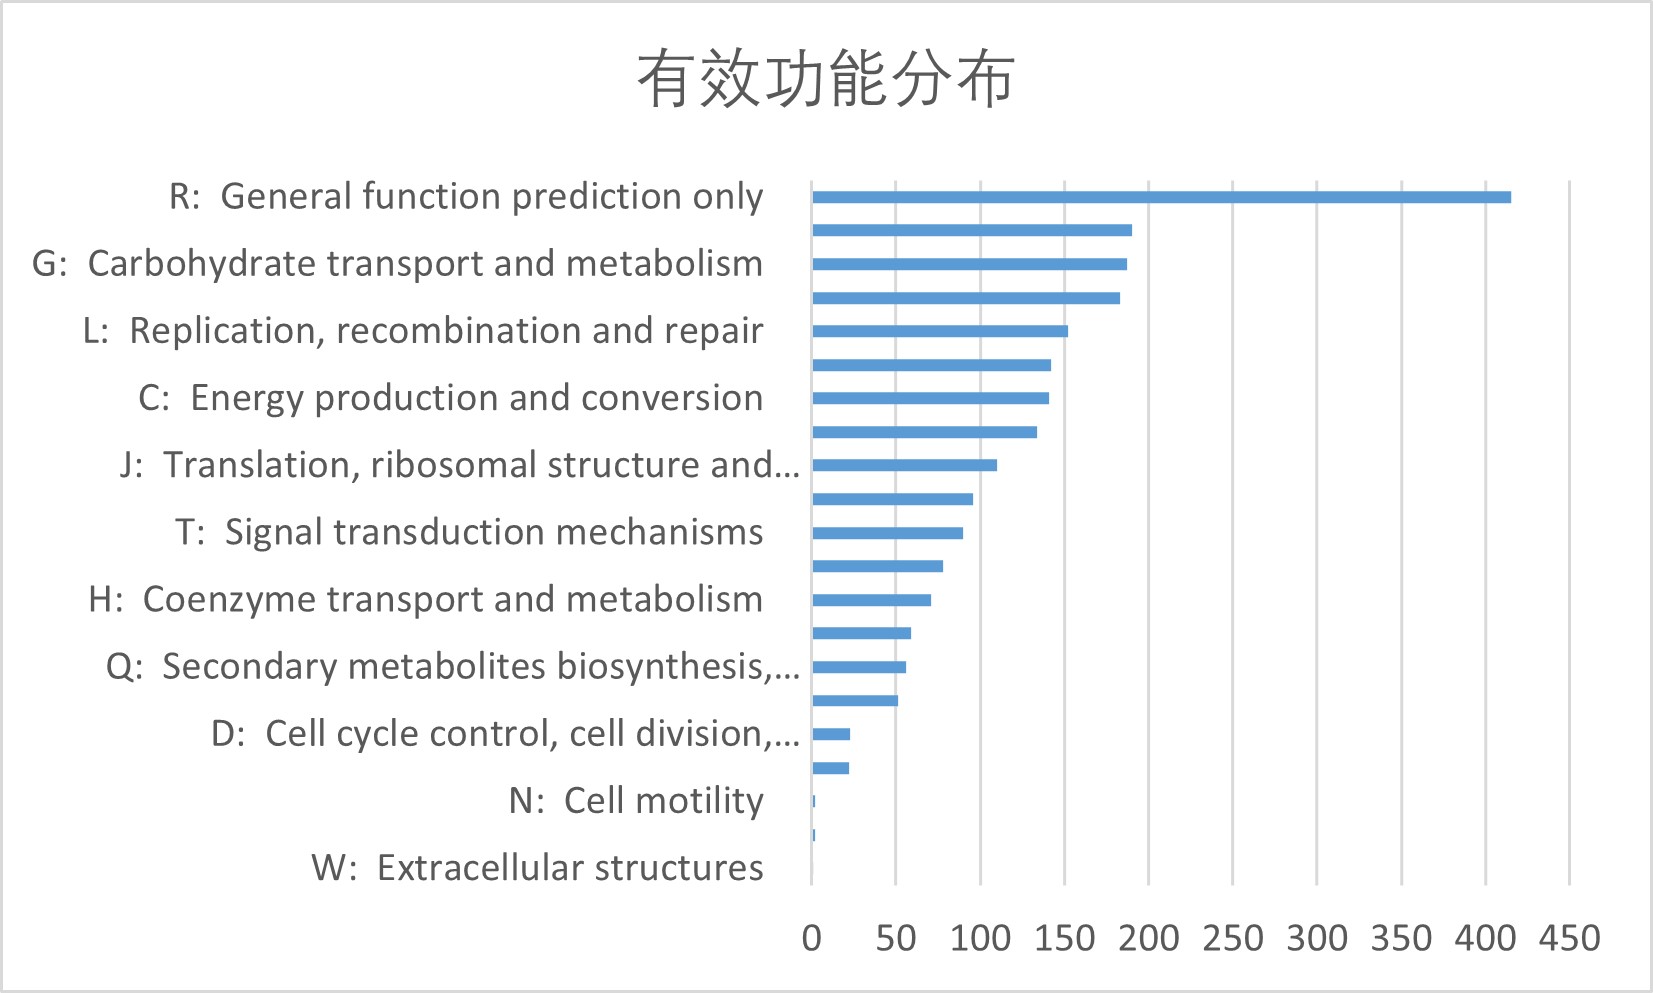 有效功能分布
R:  General function prediction only
G:  Carbohydrate transport and metabolism
L:  Replication, recombination and repair
C:  Energy production and conversion
J:  Translation, ribosomal structure and…
T:  Signal transduction mechanisms
H:  Coenzyme transport and metabolism
Q:  Secondary metabolites biosynthesis,…
D:  Cell cycle control, cell division,…
N:  Cell motility
W:  Extracellular structures
0 50 100 150 200 250 300 350 400 450